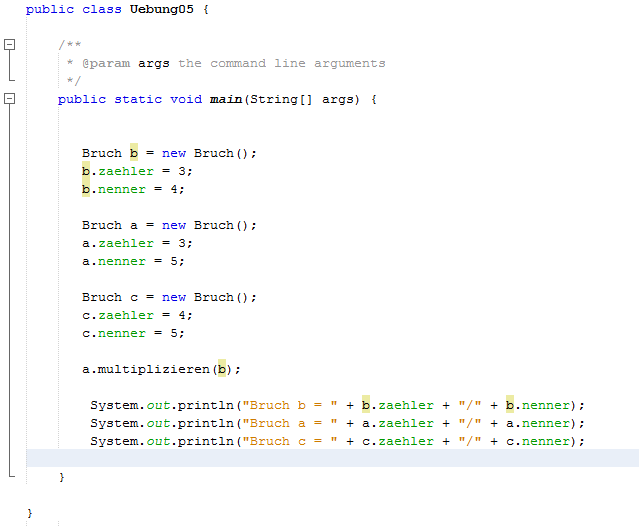 public class Uebung05 {
/**
* @param args the command line arguments
*/
public static void main(String[] args) {
Bruch b = new Bruch();
b.zaehler = 3;
b.nenner = 4;
Bruch a = new Bruch();
a.zaehler = 3;
a.nenner = 5;
Bruch c = new Bruch();
c.zaehler = 4;
c.nenner = 5;
a.multiplizieren(b);
System.out.println("Bruch b = " + b.zaehler + "/" + b.nenner);
System.out.println("Bruch a = " + a.zaehler + "/" + a.nenner);
System.out.println("Bruch c = " + c.zaehler + "/" + c.nenner);
}
}